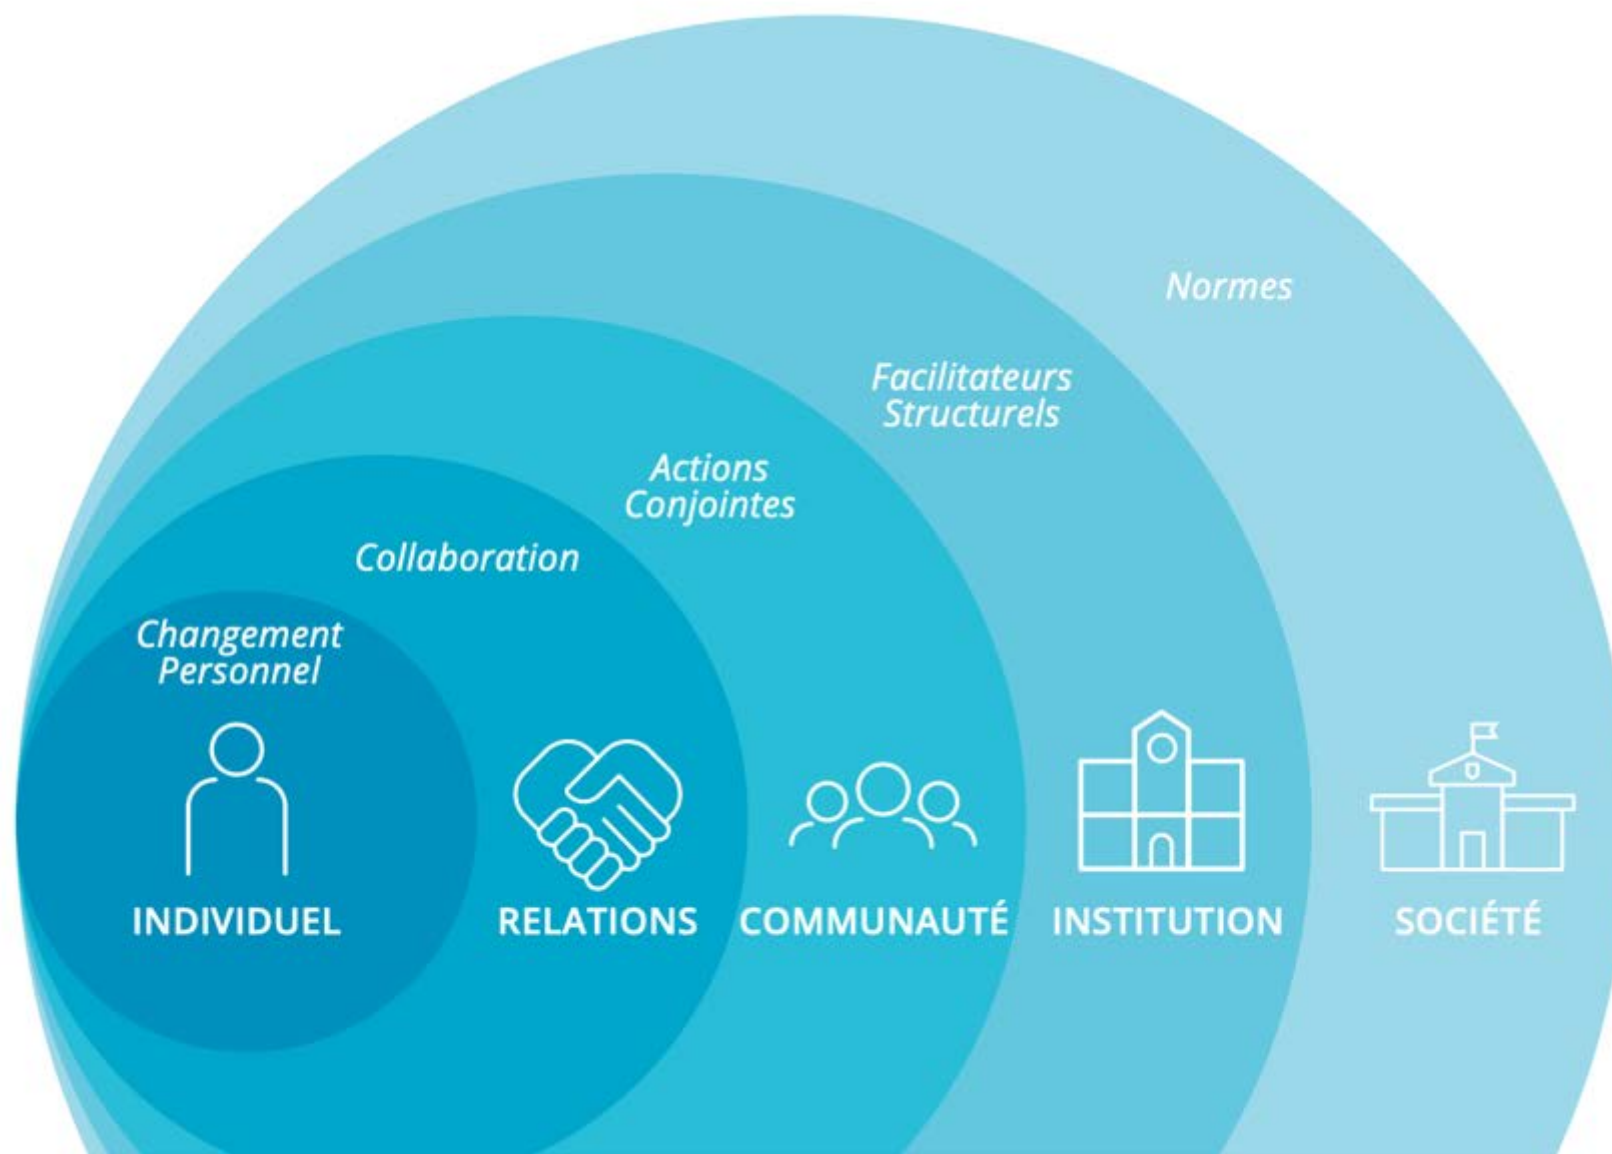 Normes
Facilitateurs
Structurels
Actions
Conjointes
Collaboration
Changement
Personnel
INDIVIDUEL
RELATIONS
COMMUNAUTÉ
INSTITUTION
SOCIÉTÉ